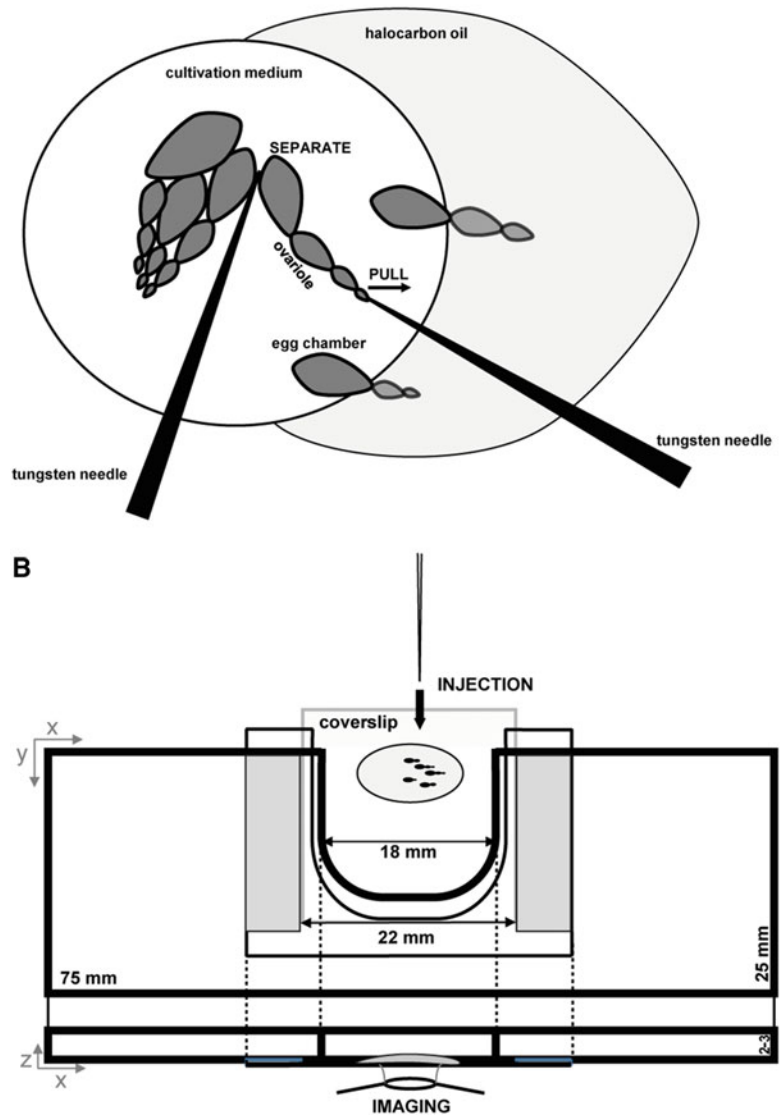 halocarbon oil
cultivation medium
SEPARATE
ovariole
PULL
egg chamber
tungsten needle
tungsten needle
B
INJECTION
coverslip
x
y
18 mm
22 mm
75 mm
25 mm
2-3
z
x
IMAGING